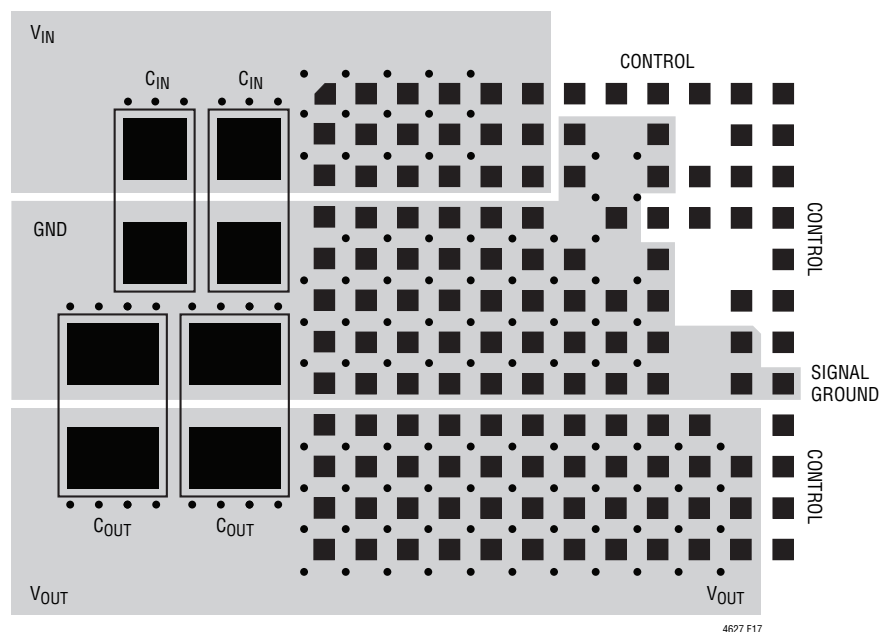 VIN
CONTROL
CIN CIN
GND
CONTROL
SIGNAL
GROUND
CONTROL
COUT COUT
VOUT VOUT
4627 F17